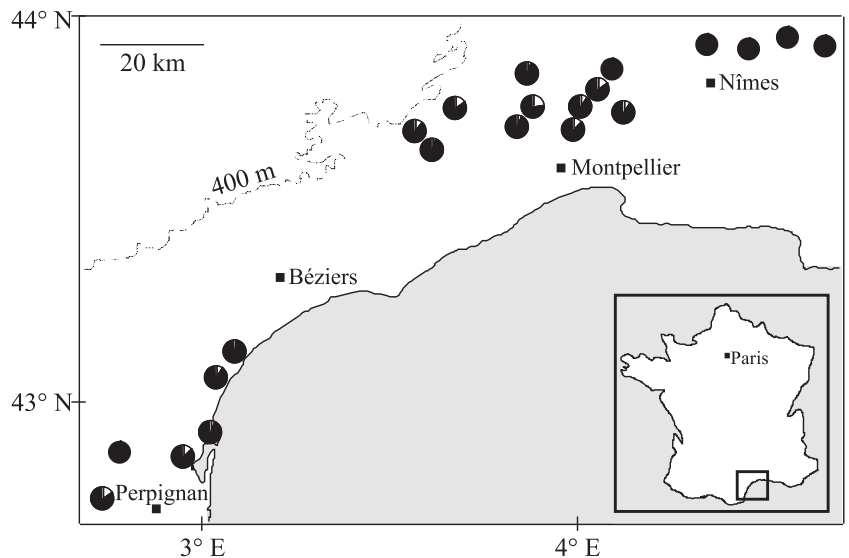 44° N
20 km
Nîmes
Montpellier
400 m
Béziers
Paris
43° N
Perpignan
3° E
4° E